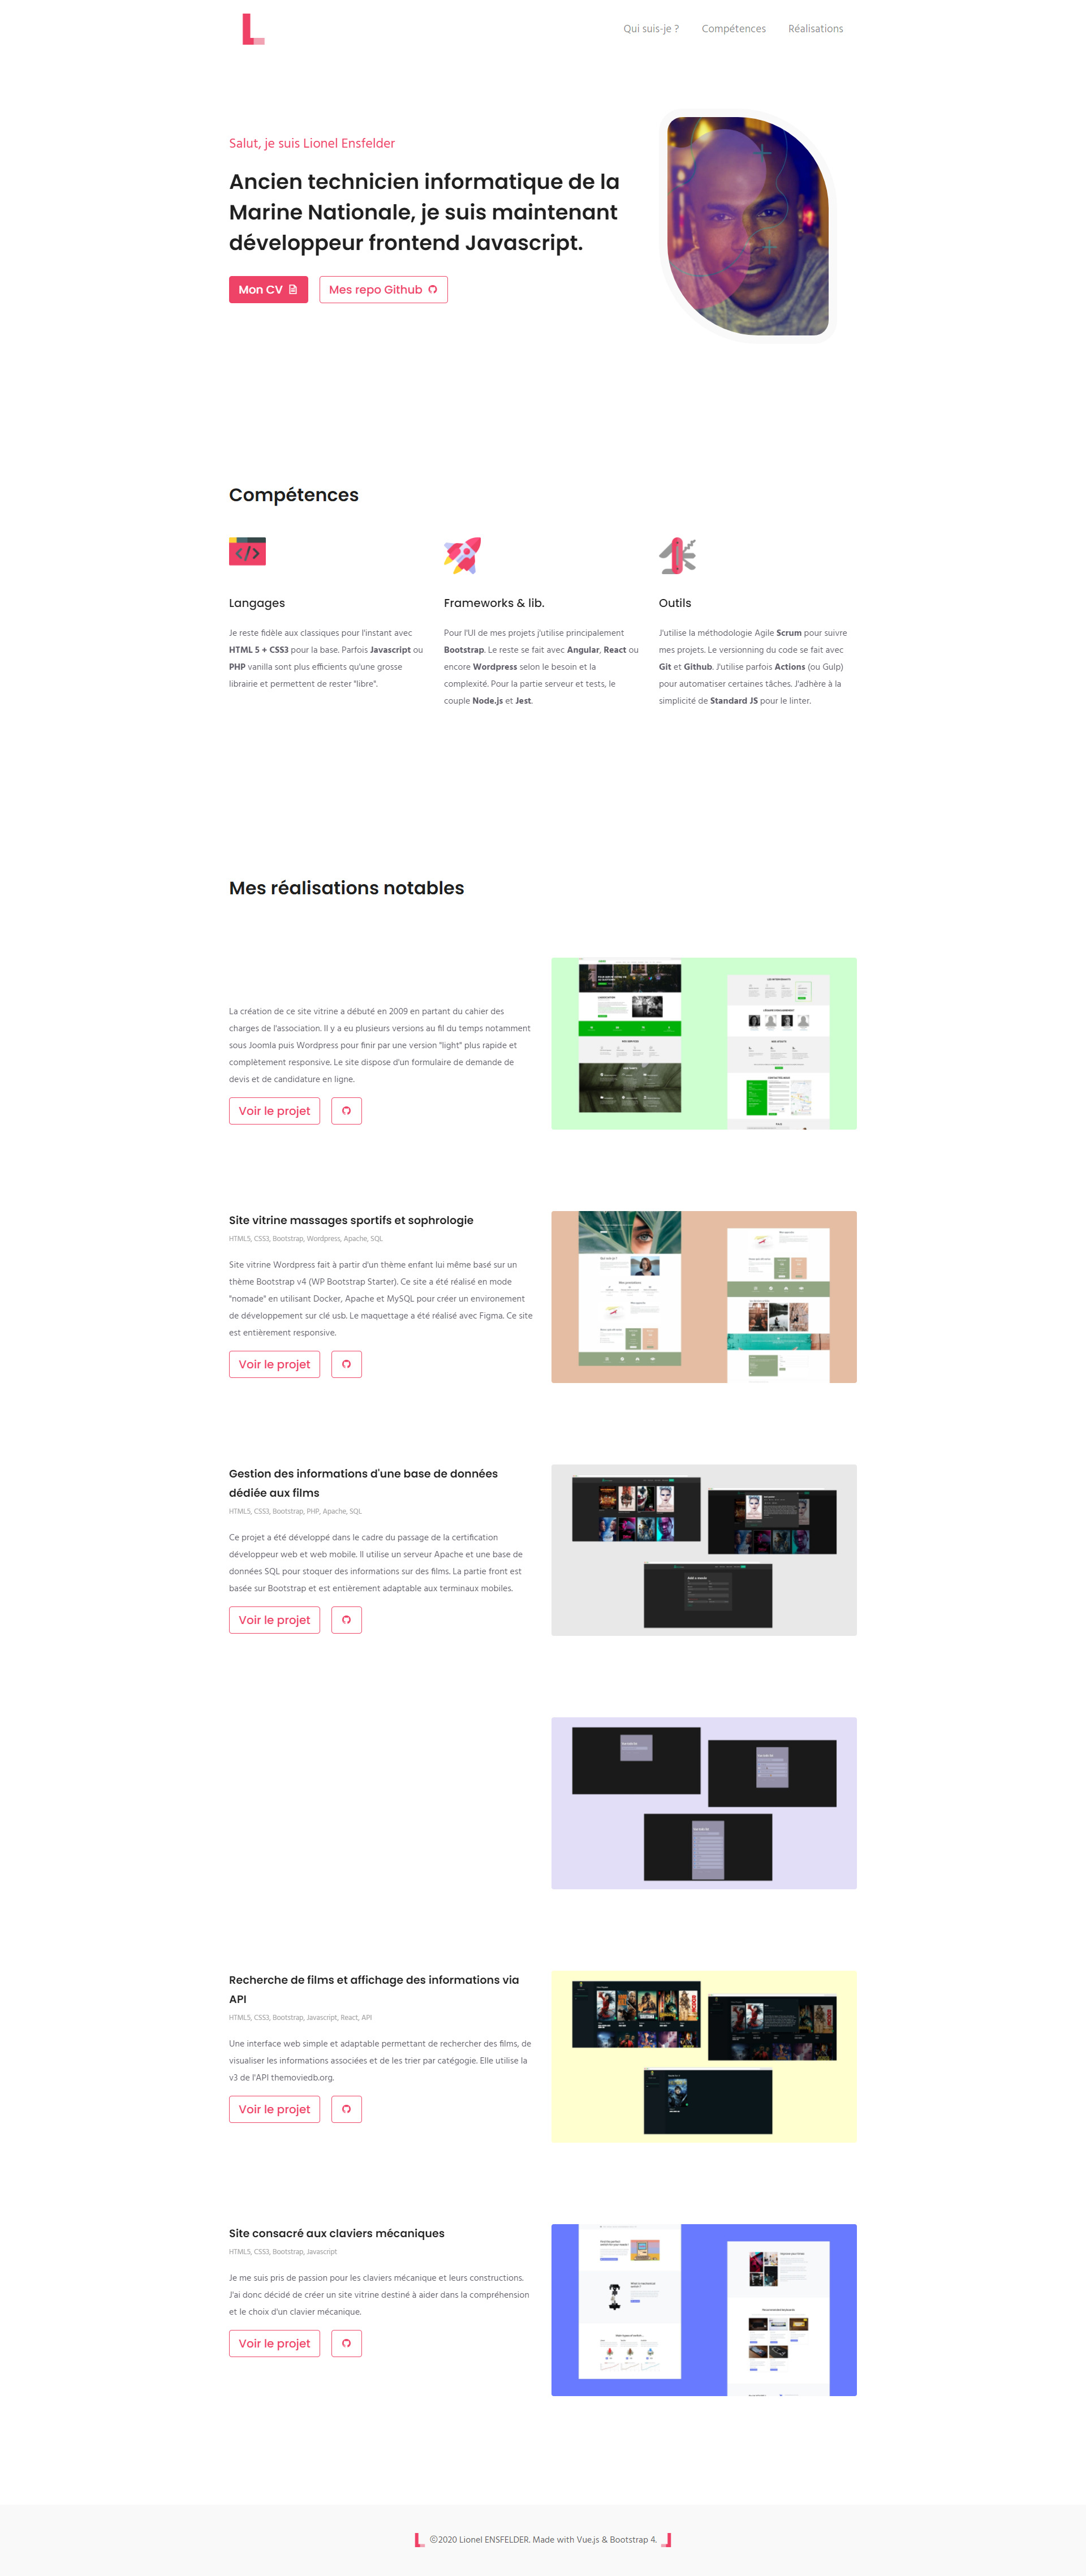 Qui suis-je ? Compétences Réalisations
Salut, je suis Lionel Ensfelder
Ancien technicien informatique de la
Marine Nationale, je suis maintenant
développeur frontend Javascript.
Mon CV Mes repo Github
Compétences
Langages
Je reste fidèle aux classiques pour l'instant avec
HTML 5 + CSS3 pour la base. Parfois Javascript ou
PHP vanilla sont plus efficients qu'une grosse
librairie et permettent de rester "libre".
Frameworks & lib.
Pour l'UI de mes projets j'utilise principalement
Bootstrap. Le reste se fait avec Angular, React ou
encore Wordpress selon le besoin et la
complexité. Pour la partie serveur et tests, le
couple Node.js et Jest.
Outils
J'utilise la méthodologie Agile Scrum pour suivre
mes projets. Le versionning du code se fait avec
Git et Github. J'utilise parfois Actions (ou Gulp)
pour automatiser certaines tâches. J'adhère à la
simplicité de Standard JS pour le linter.
Mes réalisations notables
La création de ce site vitrine a débuté en 2009 en partant du cahier des
charges de l'association. Il y a eu plusieurs versions au fil du temps notamment
sous Joomla puis Wordpress pour finir par une version "light" plus rapide et
complètement responsive. Le site dispose d'un formulaire de demande de
devis et de candidature en ligne.
Voir le projet
Site vitrine massages sportifs et sophrologie
HTML5, CSS3, Bootstrap, Wordpress, Apache, SQL
Site vitrine Wordpress fait à partir d'un thème enfant lui même basé sur un
thème Bootstrap v4 (WP Bootstrap Starter). Ce site a été réalisé en mode
"nomade" en utilisant Docker, Apache et MySQL pour créer un environement
de développement sur clé usb. Le maquettage a été réalisé avec Figma. Ce site
est entièrement responsive.
Voir le projet
Gestion des informations d'une base de données
dédiée aux films
HTML5, CSS3, Bootstrap, PHP, Apache, SQL
Ce projet a été développé dans le cadre du passage de la certification
développeur web et web mobile. Il utilise un serveur Apache et une base de
données SQL pour stoquer des informations sur des films. La partie front est
basée sur Bootstrap et est entièrement adaptable aux terminaux mobiles.
Voir le projet
Recherche de films et affichage des informations via
API
HTML5, CSS3, Bootstrap, Javascript, React, API
Une interface web simple et adaptable permettant de rechercher des films, de
visualiser les informations associées et de les trier par catégogie. Elle utilise la
v3 de l'API themoviedb.org.
Voir le projet
Site consacré aux claviers mécaniques
HTML5, CSS3, Bootstrap, Javascript
Je me suis pris de passion pour les claviers mécanique et leurs constructions.
J'ai donc décidé de créer un site vitrine destiné à aider dans la compréhension
et le choix d'un clavier mécanique.
Voir le projet
©2020 Lionel ENSFELDER. Made with Vue.js & Bootstrap 4.